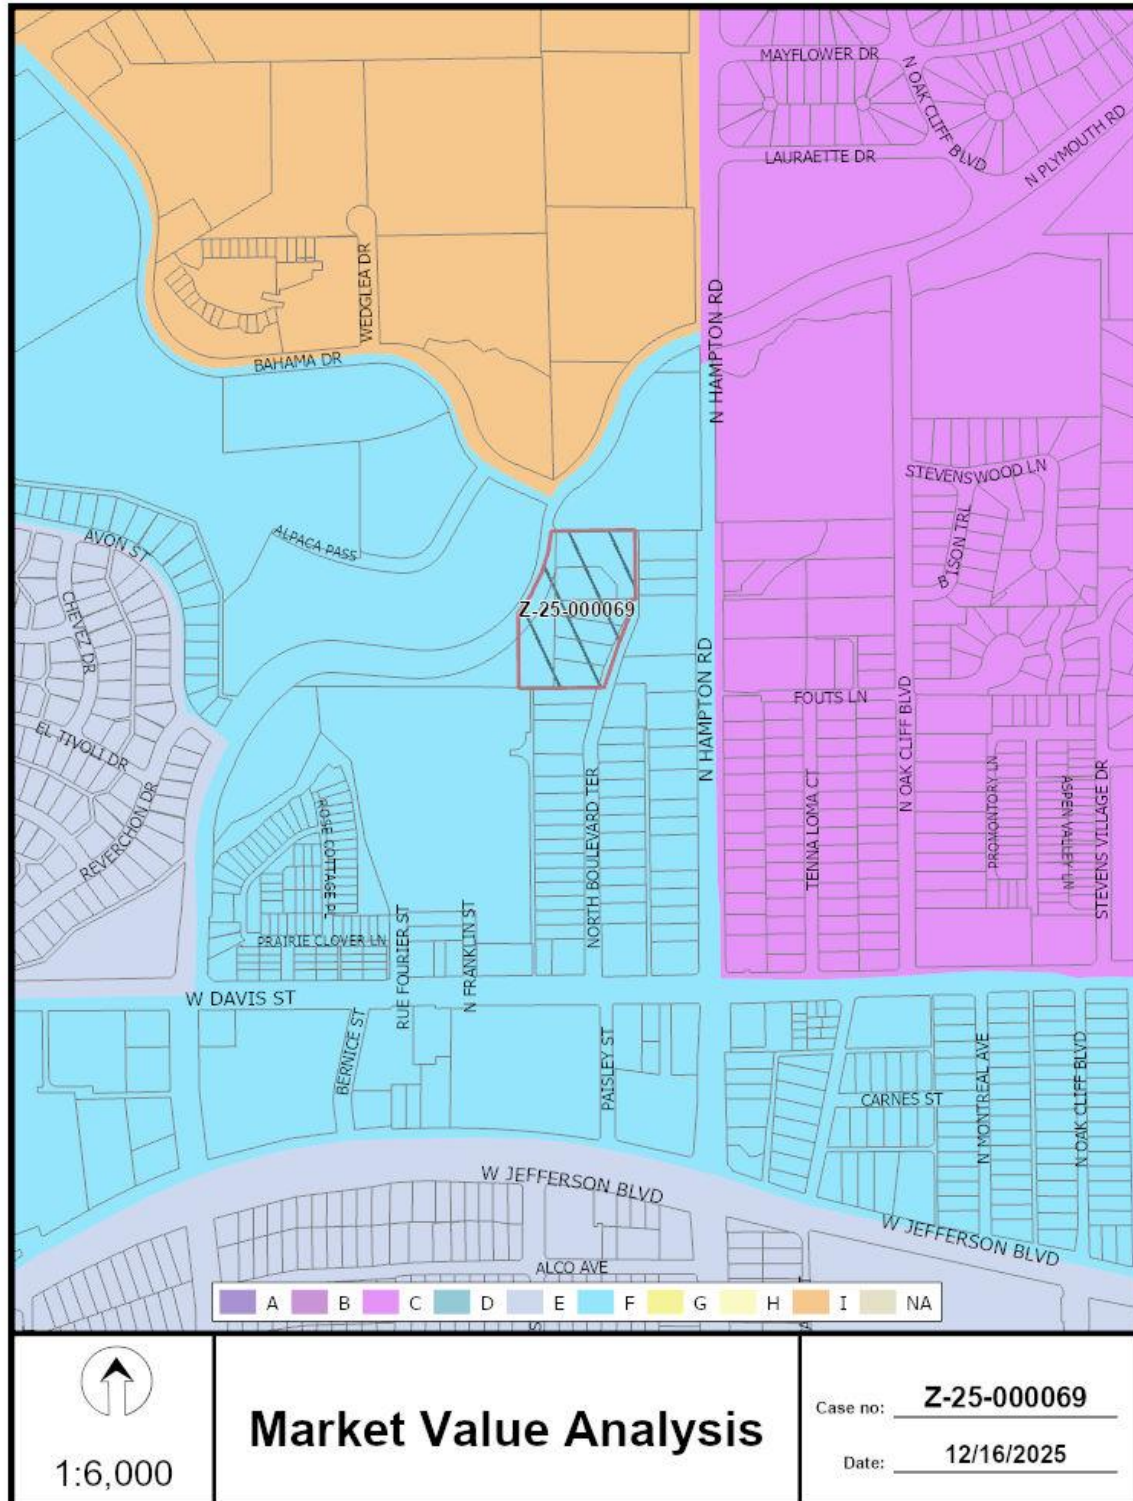 MAYFLOWER DR
N OAK CLIFF BLVD
N PLYMOUTH RD
LAURAETTE DR
WEDGLEA DR
N HAMPTON RD
BAHAMA DR
STEVENSWOOD LN
BISON TRL
AVON ST
ALPACA PASS
CHEVEZ DR
Z-25-000069
N HAMPTON RD
FOUTS LN
N OAK CLIFF BLVD
EL TIVOLI DR
REVERCHON DR
ROSE COTTAGE PL
NORTH BOULEVARD TER
TENNA LOMA CT
PROMONTORY LN
ASPEN VALLEY LN
STEVENS VILLAGE DR
PRAIRIE CLOVER LN
RUE FOURIER ST
N FRANKLIN ST
W DAVIS ST
BERNICE ST
PAISLEY ST
CARNES ST
N MONTREAL AVE
N OAK CLIFF BLVD
W JEFFERSON BLVD
W JEFFERSON BLVD
ALCO AVE
A B C D E F G H I NA
1:6,000
Market Value Analysis
Case no: Z-25-000069
Date: 12/16/2025